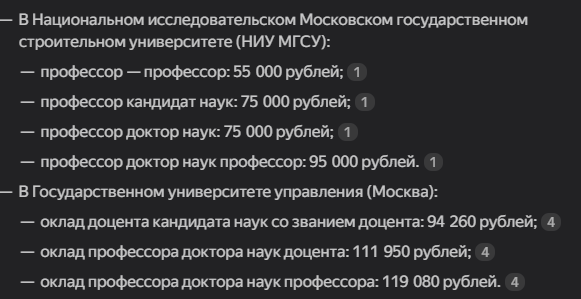 — В Национальном исследовательском Московском государственном
строительном университете (НИУ МГСУ):
— профессор — профессор: 55 000 рублей; 1
— профессор кандидат наук: 75 000 рублей; 1
— профессор доктор наук: 75 000 рублей; 1
— профессор доктор наук профессор: 95 000 рублей. 1
— В Государственном университете управления (Москва):
— оклад доцента кандидата наук со званием доцента: 94 260 рублей; 4
— оклад профессора доктора наук доцента: 111 950 рублей; 4
— оклад профессора доктора наук профессора: 119 080 рублей. 4